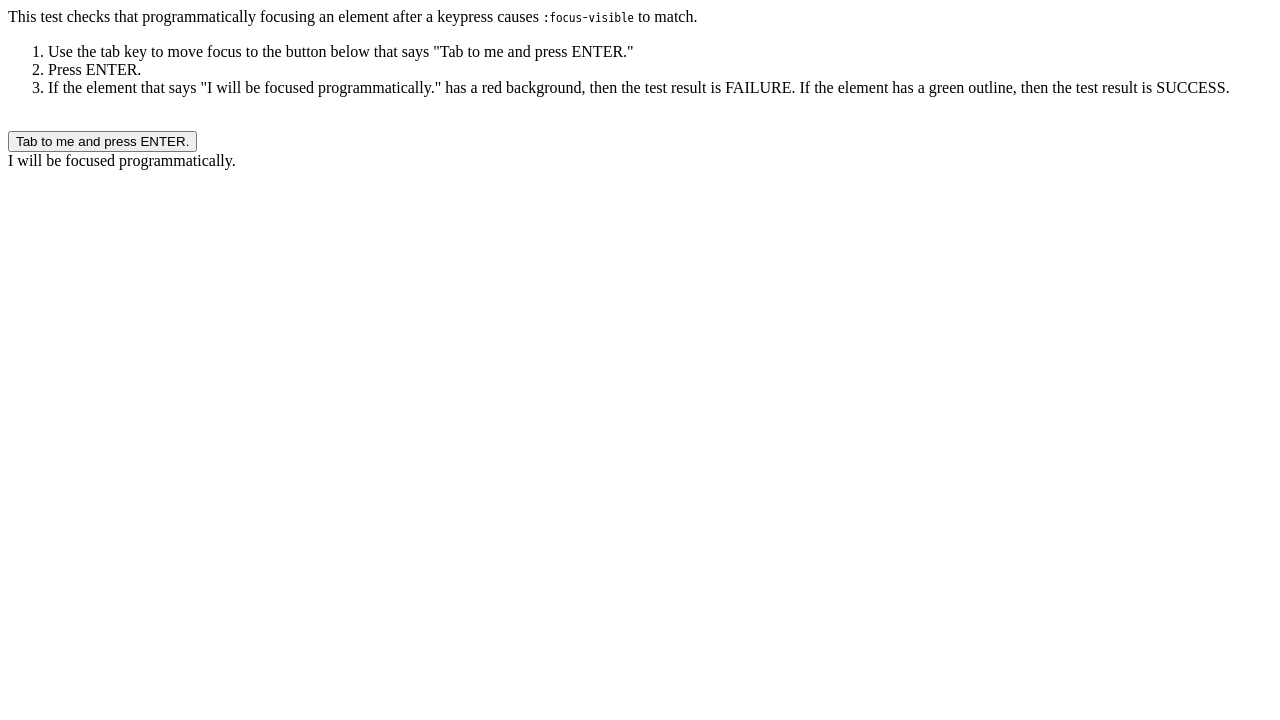 This test checks that programmatically focusing an element after a keypress causes :focus-visible to match.
1. Use the tab key to move focus to the button below that says "Tab to me and press ENTER."
2. Press ENTER.
3. If the element that says "I will be focused programmatically." has a red background, then the test result is FAILURE. If the element has a green outline, then the test result is SUCCESS.
Tab to me and press ENTER.
I will be focused programmatically.